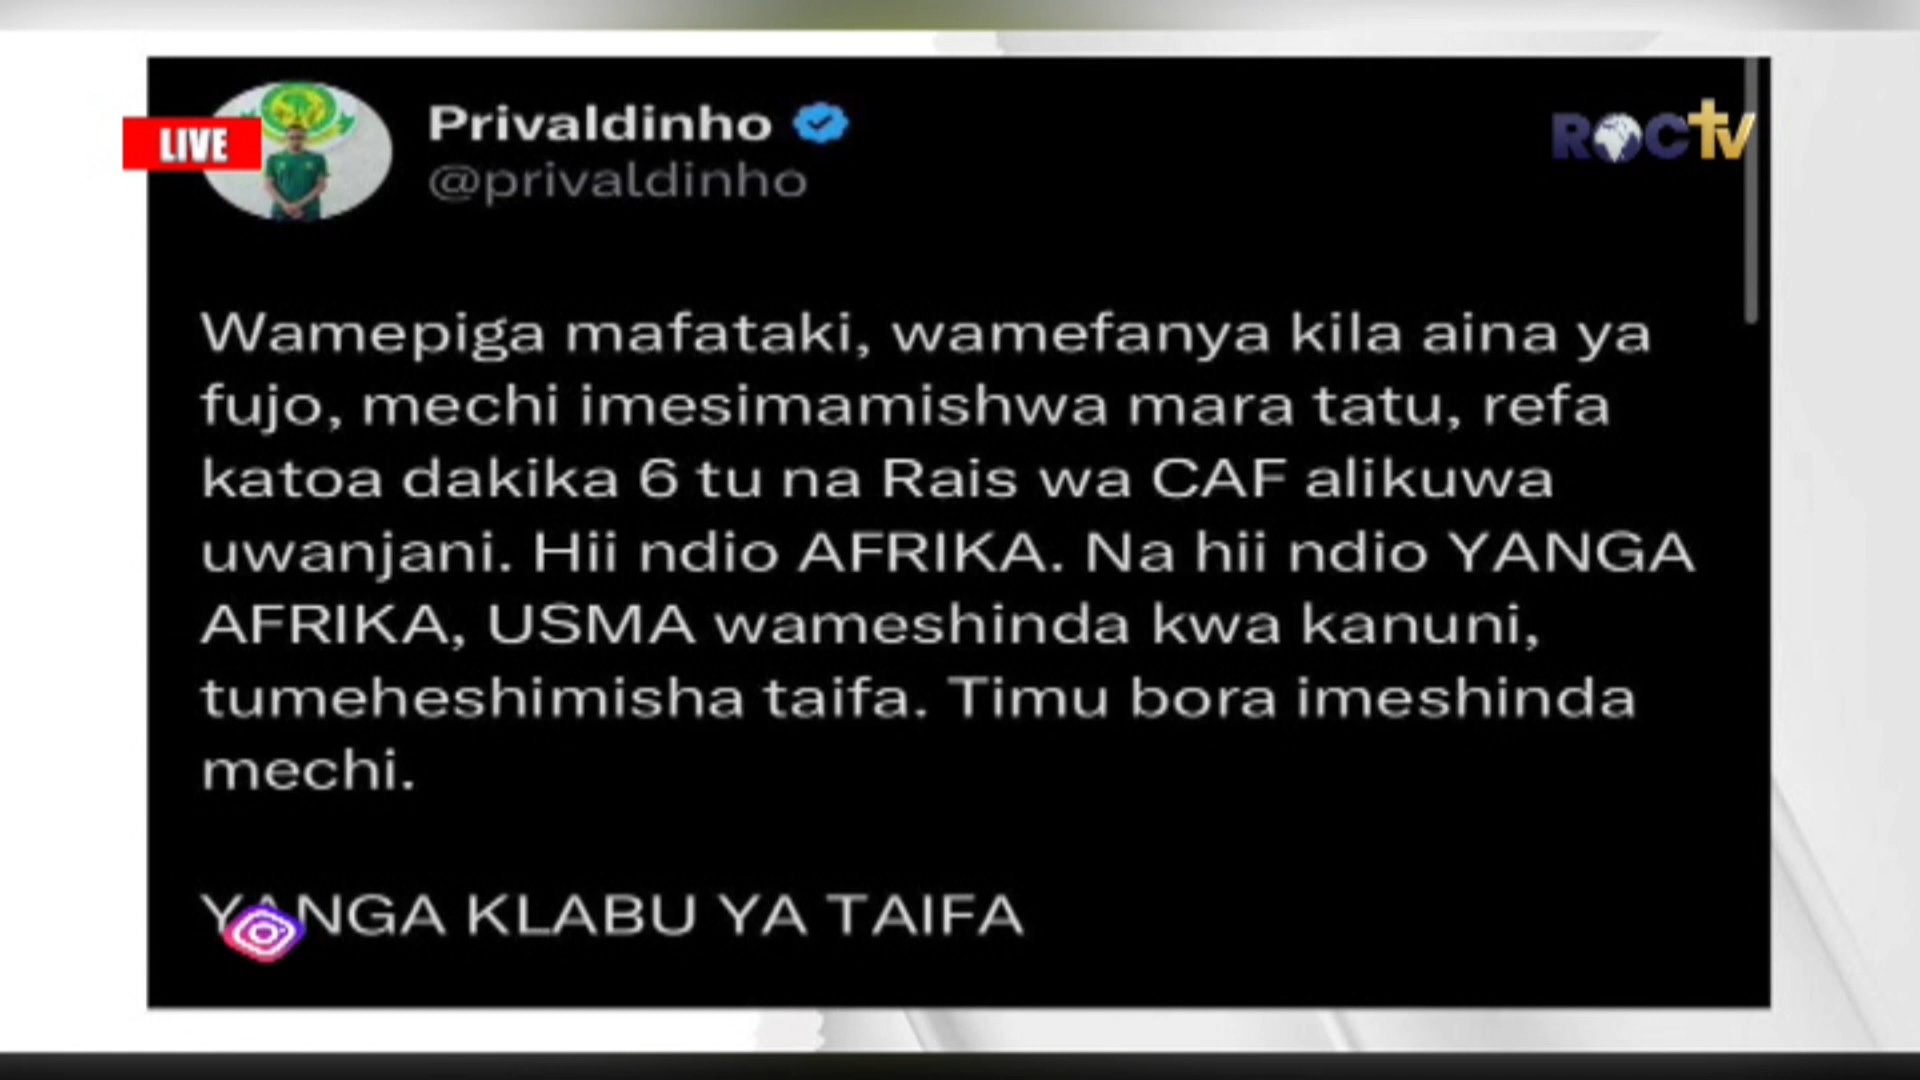 LIVE
Privaldinho
@privaldinho
ROCTV
Wamepiga mafataki, wamefanya kila aina ya
fujo, mechi imesimamishwa mara tatu, refa
katoa dakika 6 tu na Rais wa CAF alikuwa
uwanjani. Hii ndio AFRIKA. Na hii ndio YANGA
AFRIKA, USMA wameshinda kwa kanuni,
tumeheshimisha taifa. Timu bora imeshinda
mechi.
YANGA KLABU YA TAIFA